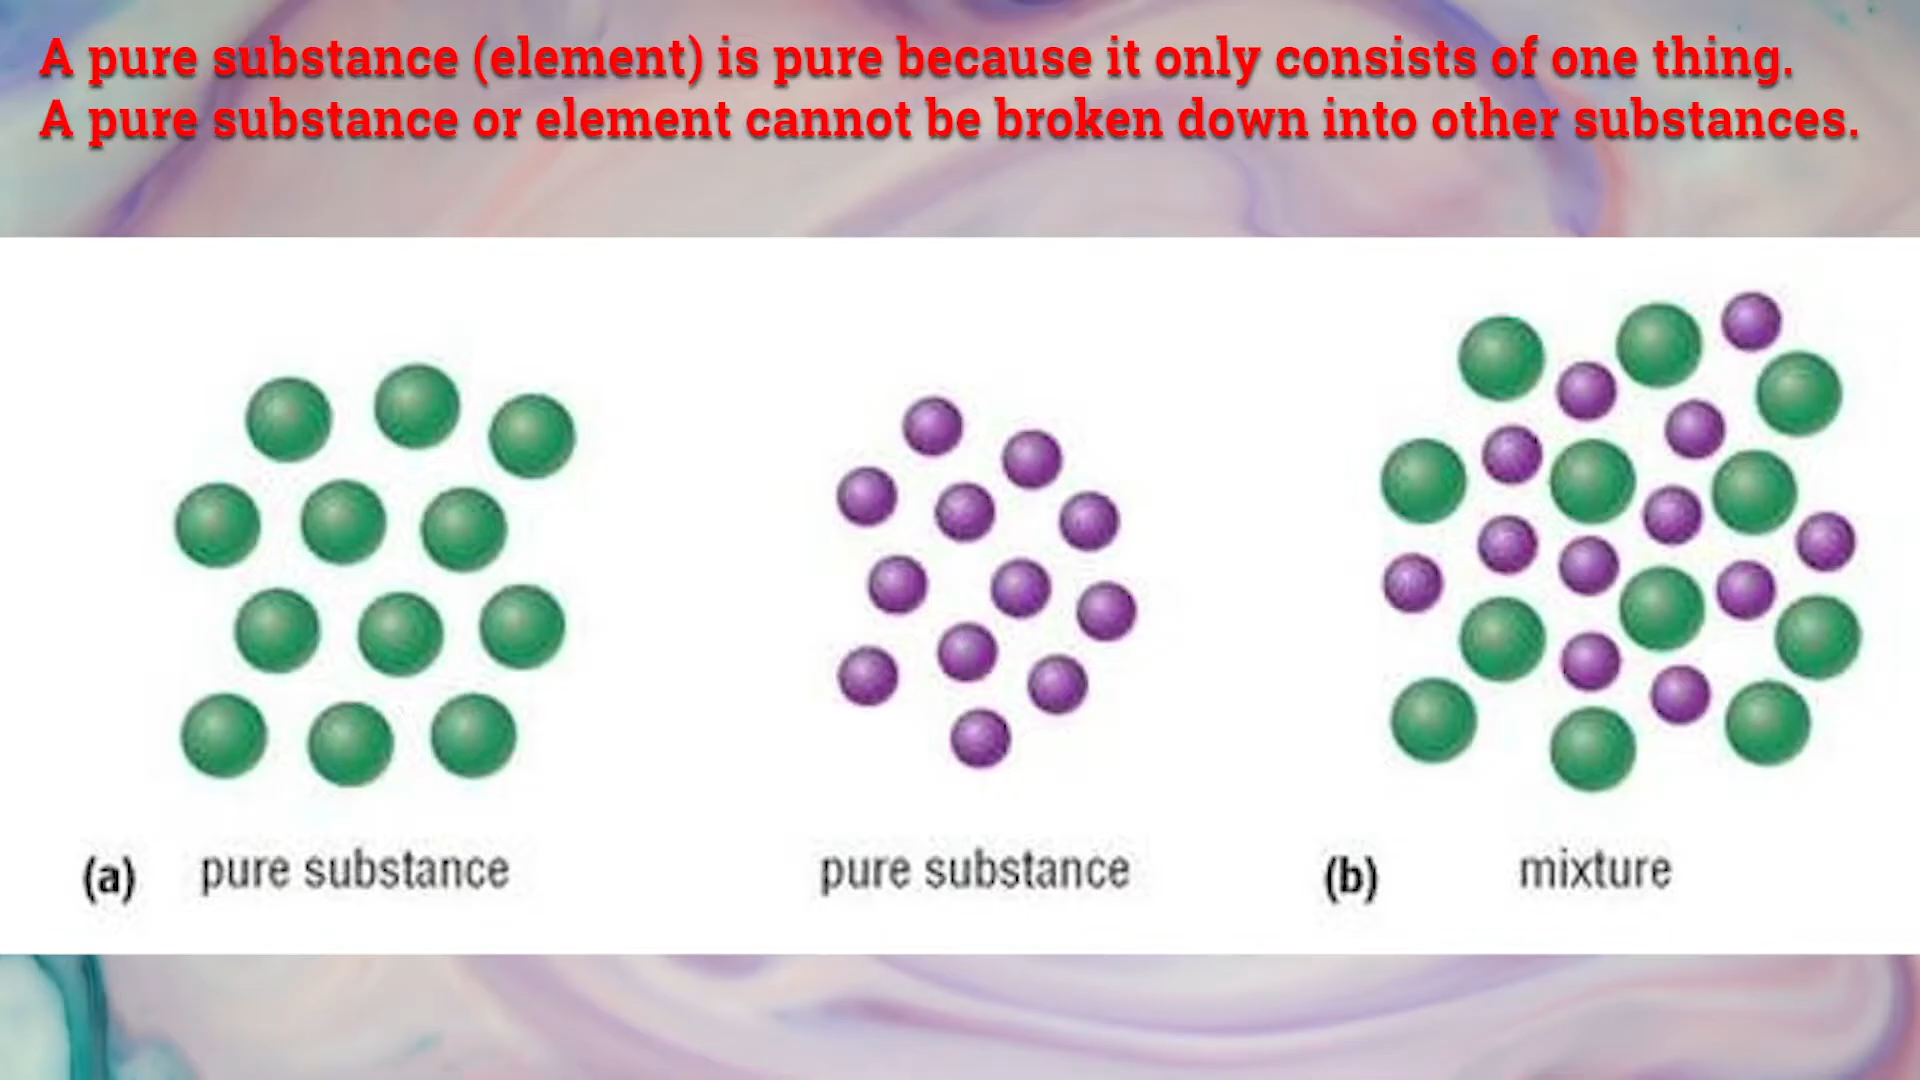 A pure substance (element) is pure because it only consists of one thing.
A pure substance or element cannot be broken down into other substances.
(a) pure substance
pure substance
(b) mixture